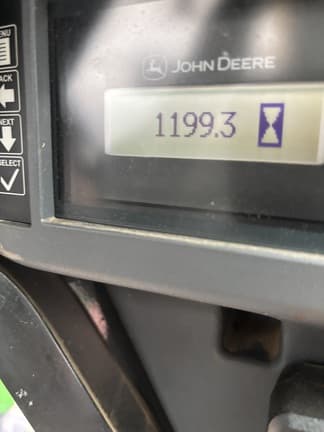 MENU
JOHN DEERE
BACK
1199.3
NEXT
SELECT